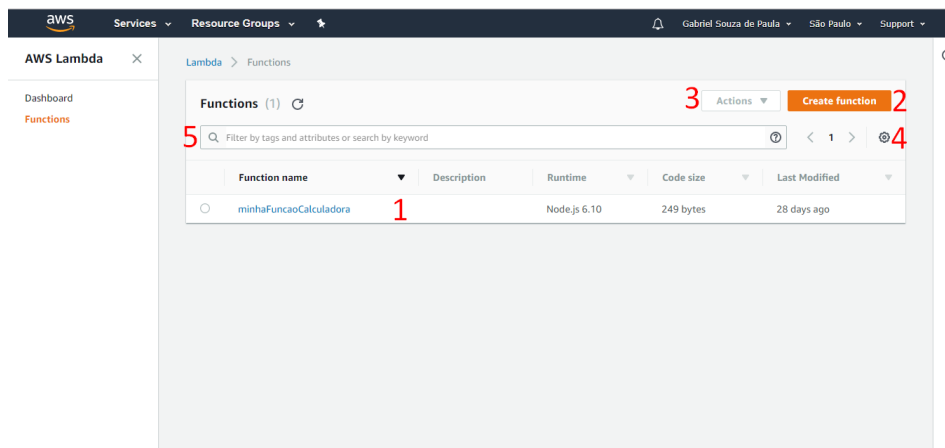 aws Services Resource Groups Gabriel Souza de Paula São Paulo Support
AWS Lambda
Dashboard
Functions
Lambda > Functions
Functions (1) 3 Actions Create function 2
5 Filter by tags and attributes or search by keyword < 1 > 4
Function name Description Runtime Code size Last Modified
minhaFuncaoCalculadora 1 Node.js 6.10 249 bytes 28 days ago